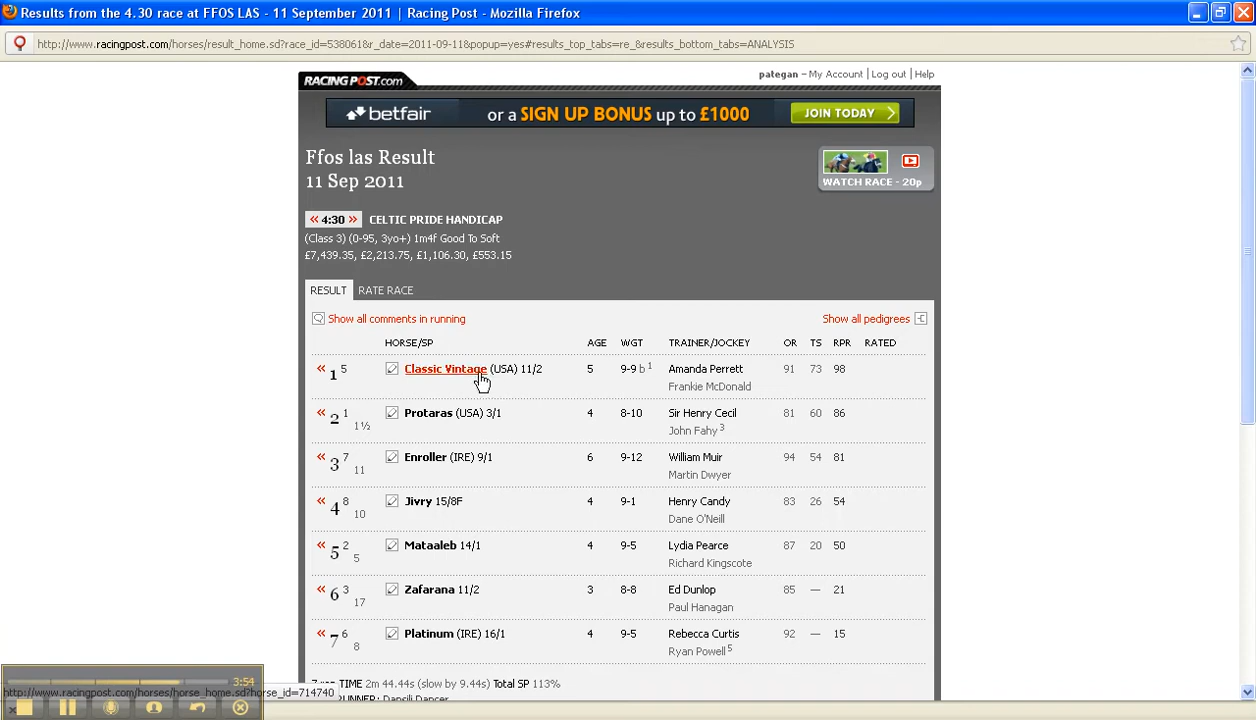 Results from the 4.30 race at FFOS LAS - 11 September 2011 | Racing Post - Mozilla Firefox
http://www.racingpost.com/horses/result_home.sd?race_id=538061&r_date=2011-09-11&popup=yes#results_top_tabs=re_&results_bottom_tabs=ANALYSIS
RACING POST.com
pategan – My Account | Log out | Help
betfair or a SIGN UP BONUS up to £1000 JOIN TODAY
Ffos las Result
11 Sep 2011
WATCH RACE - 20p
« 4:30 » CELTIC PRIDE HANDICAP
(Class 3) (0-95, 3yo+) 1m4f Good To Soft
£7,439.35, £2,213.75, £1,106.30, £553.15
RESULT RATE RACE
Show all comments in running Show all pedigrees
HORSE/SP AGE WGT TRAINER/JOCKEY OR TS RPR RATED
« 1 5 Classic Vintage (USA) 11/2 5 9-9 b 1 Amanda Perrett 91 73 98
Frankie McDonald
« 2 1 Protaras (USA) 3/1 4 8-10 Sir Henry Cecil 81 60 86
1½ John Fahy 3
« 3 7 Enroller (IRE) 9/1 6 9-12 William Muir 94 54 81
11 Martin Dwyer
« 4 8 Jivry 15/8F 4 9-1 Henry Candy 83 26 54
10 Dane O'Neill
« 5 2 Mataaleb 14/1 4 9-5 Lydia Pearce 87 20 50
5 Richard Kingscote
« 6 3 Zafarana 11/2 3 8-8 Ed Dunlop 85 — 21
17 Paul Hanagan
« 7 6 Platinum (IRE) 16/1 4 9-5 Rebecca Curtis 92 — 15
8 Ryan Powell 5
3:54
TIME 2m 44.44s (slow by 9.44s) Total SP 113%
http://www.racingpost.com/horses/horse_home.sd?horse_id=714740
Dansili Dancer